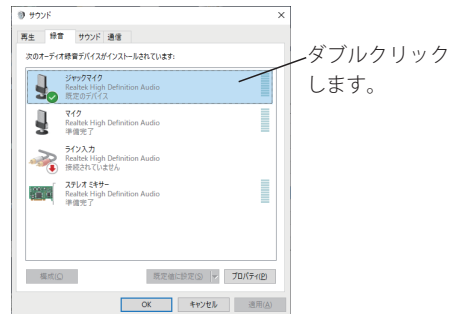 サウンド
再生 録音 サウンド 通信
次のオーディオ録音デバイスがインストールされています:
ジャックマイク
Realtek High Definition Audio
既定のデバイス
マイク
Realtek High Definition Audio
準備完了
ライン入力
Realtek High Definition Audio
接続されていません
ステレオ ミキサー
Realtek High Definition Audio
準備完了
構成(C) 既定値に設定(S) プロパティ(P)
OK キャンセル 適用(A)
ダブルクリック
します。